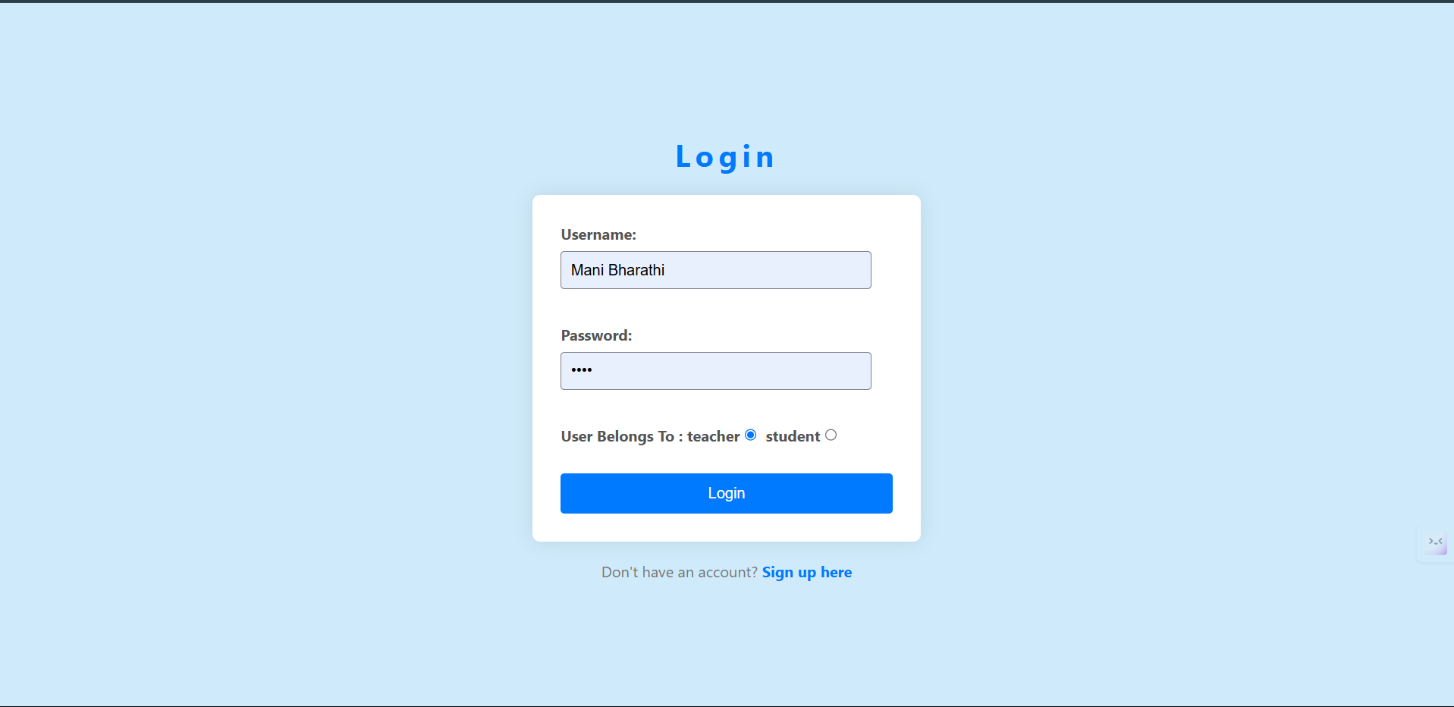 Login
Username:
Mani Bharathi
Password:
••••
User Belongs To : teacher student
Login
Don't have an account? Sign up here